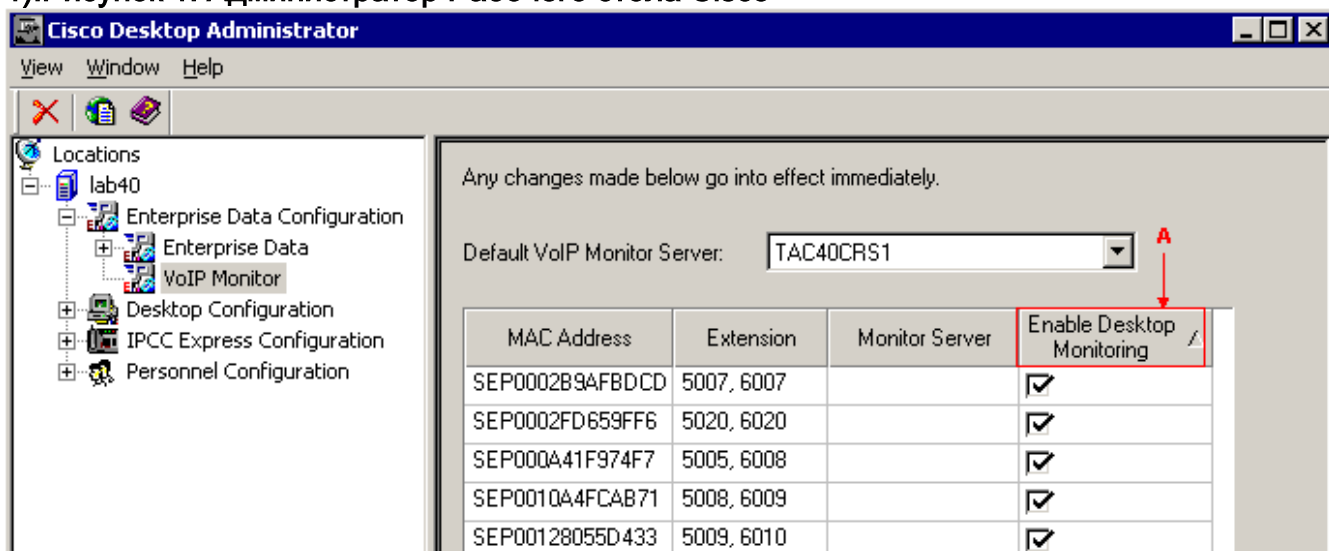 Cisco Desktop Administrator
View Window Help
Locations
lab40
Enterprise Data Configuration
Enterprise Data
VoIP Monitor
Desktop Configuration
IPCC Express Configuration
Personnel Configuration
Any changes made below go into effect immediately.
Default VoIP Monitor Server: TAC40CRS1
A
MAC Address Extension Monitor Server Enable Desktop Monitoring
SEP0002B9AFBDCD 5007, 6007
SEP0002FD659FF6 5020, 6020
SEP000A41F974F7 5005, 6008
SEP0010A4FCAB71 5008, 6009
SEP00128055D433 5009, 6010